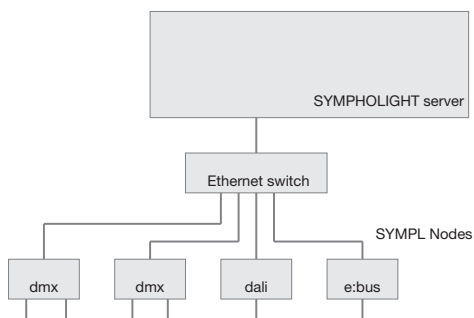 SYMPHOLIGHT server
Ethernet switch
SYMPL Nodes
dmx
dmx
dali
e:bus